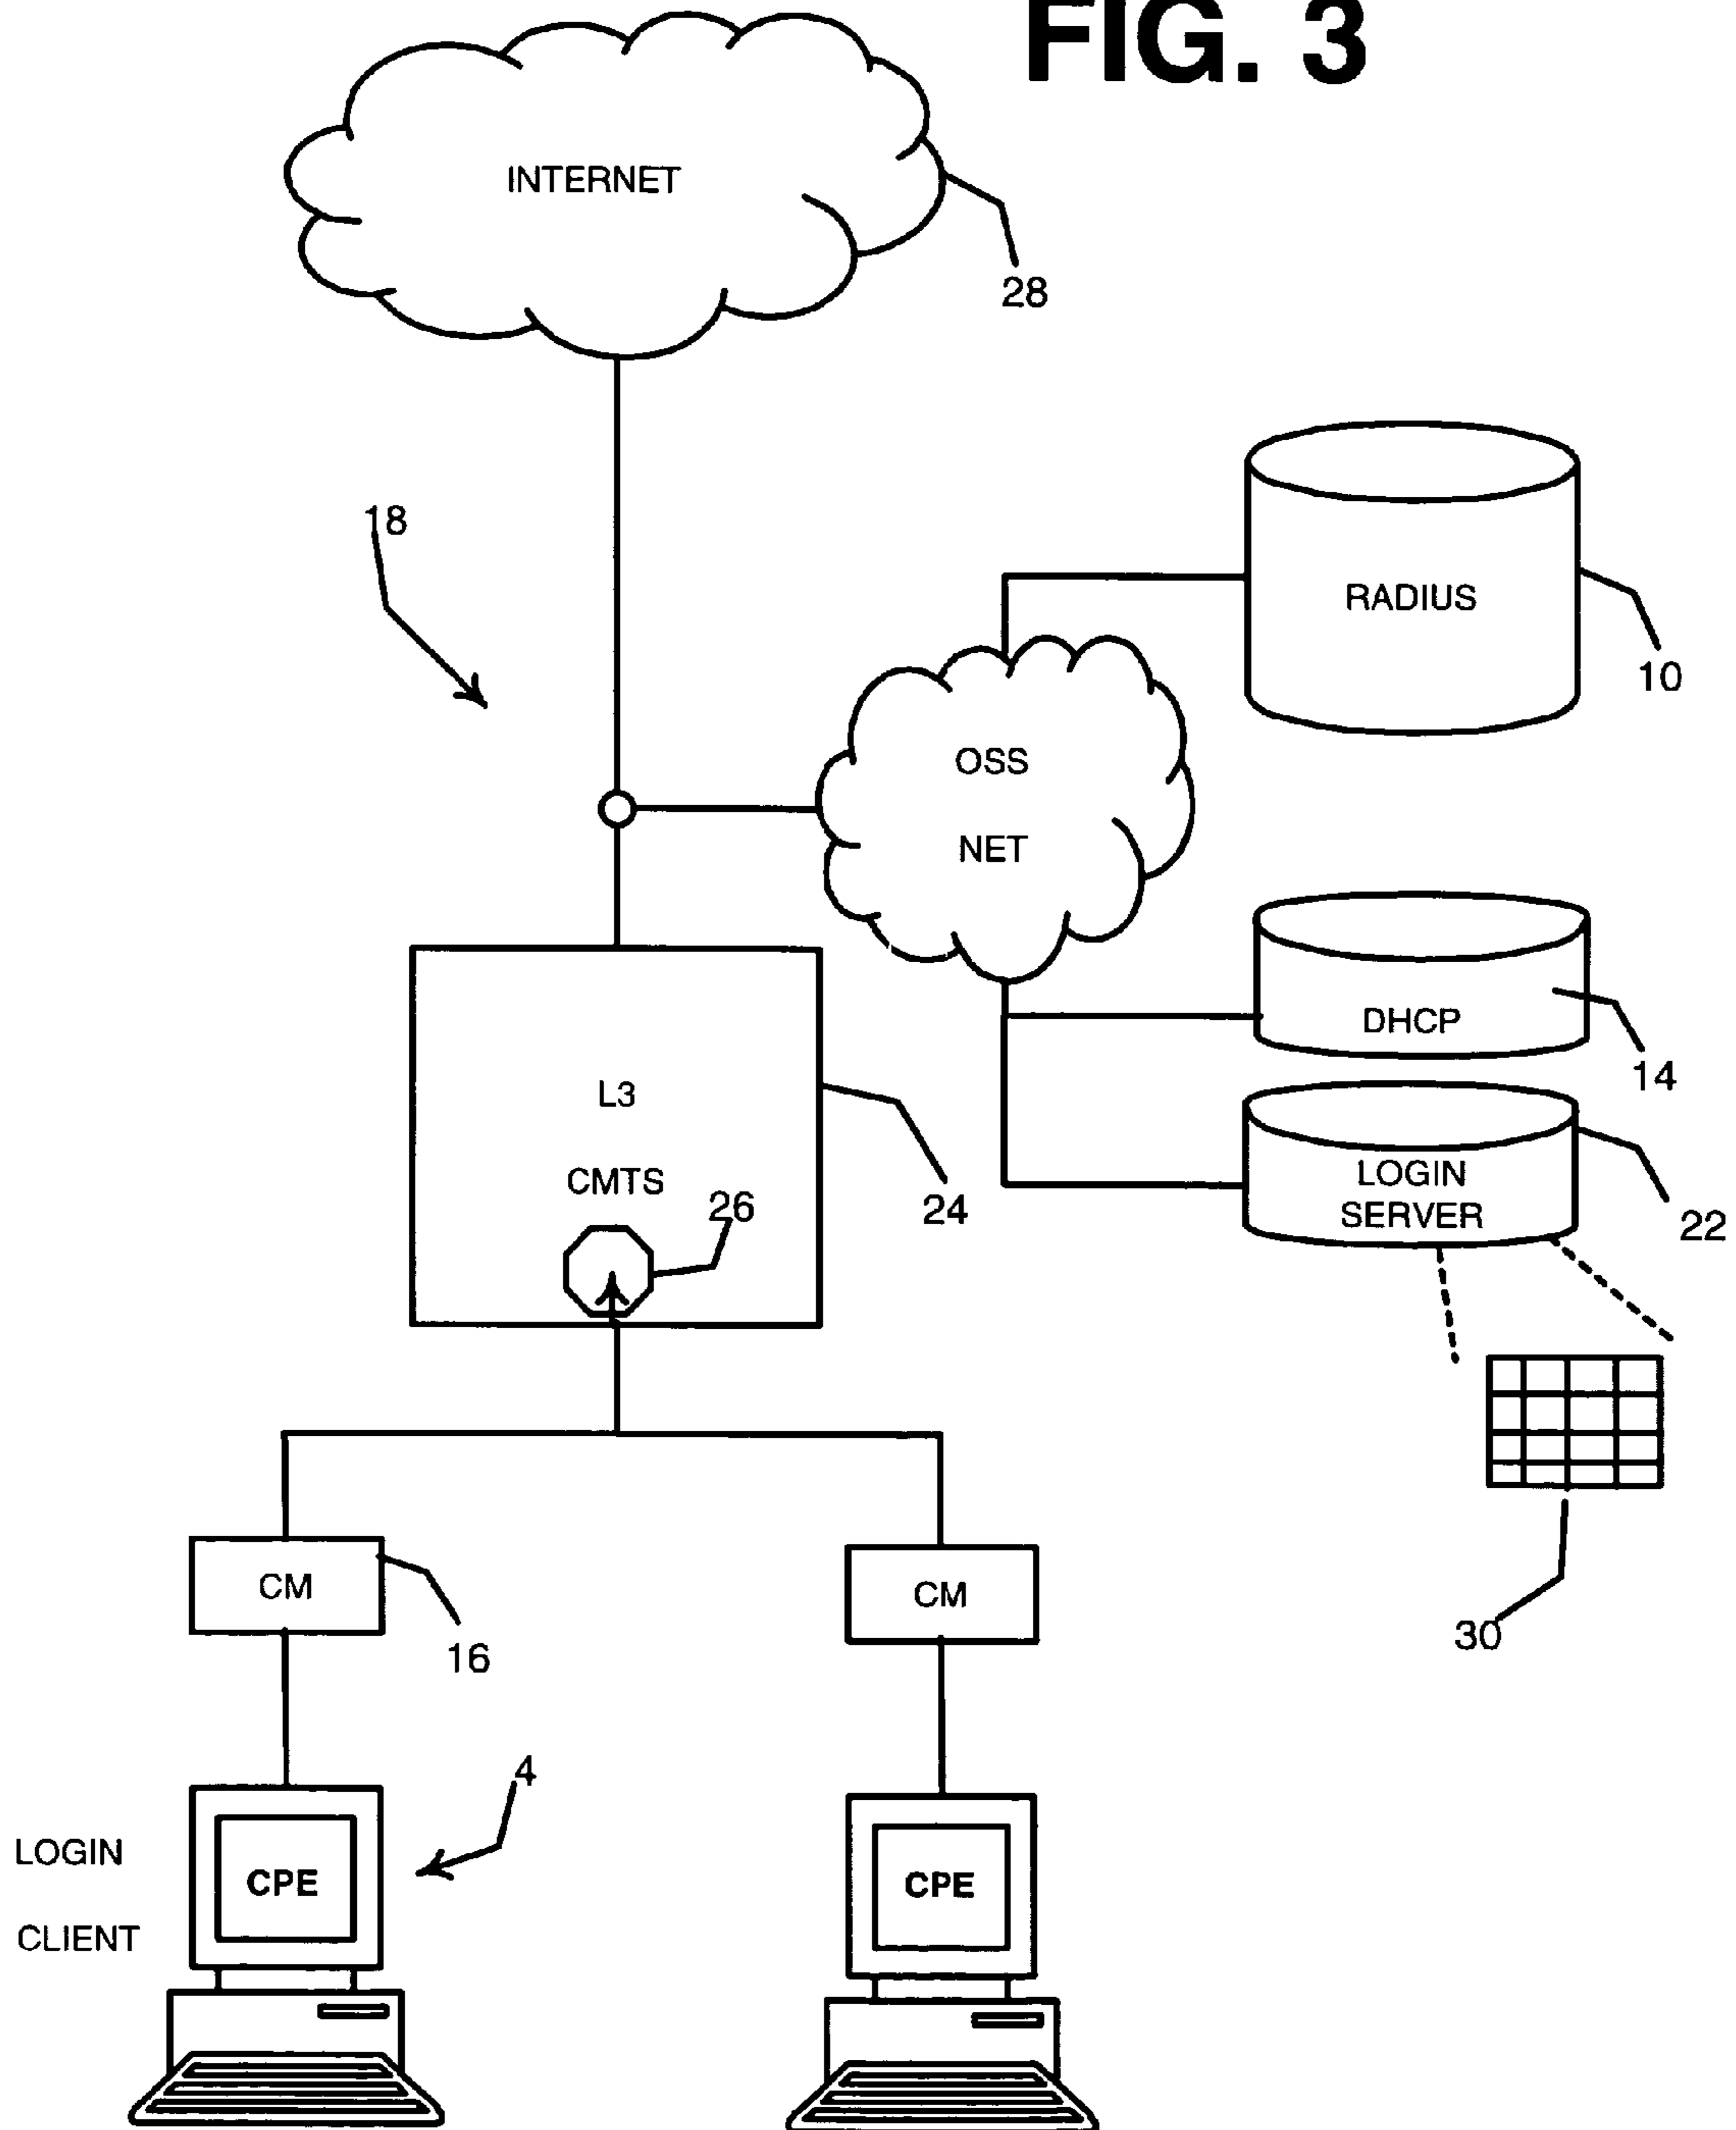 FIG. 3
INTERNET
28
18
RADIUS
10
OSS
NET
DHCP
14
L3
CMTS
26
24
LOGIN
SERVER
22
30
CM
16
CM
4
LOGIN
CLIENT
CPE
CPE